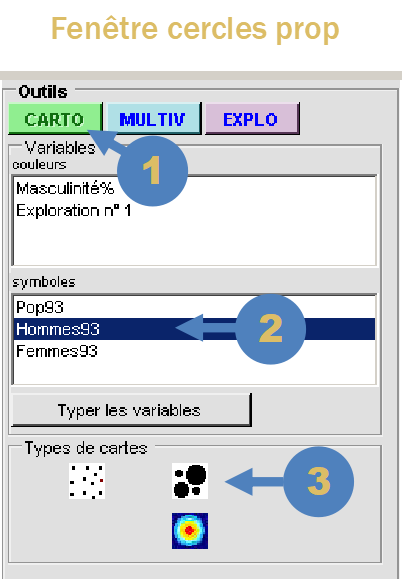 Fenêtre cercles prop
Outils
CARTO MULTIV EXPLO
Variables
couleurs
1
Masculinité%
Exploration n° 1
symboles
Pop93
Hommes93
2
Femmes93
Typer les variables
Types de cartes
3